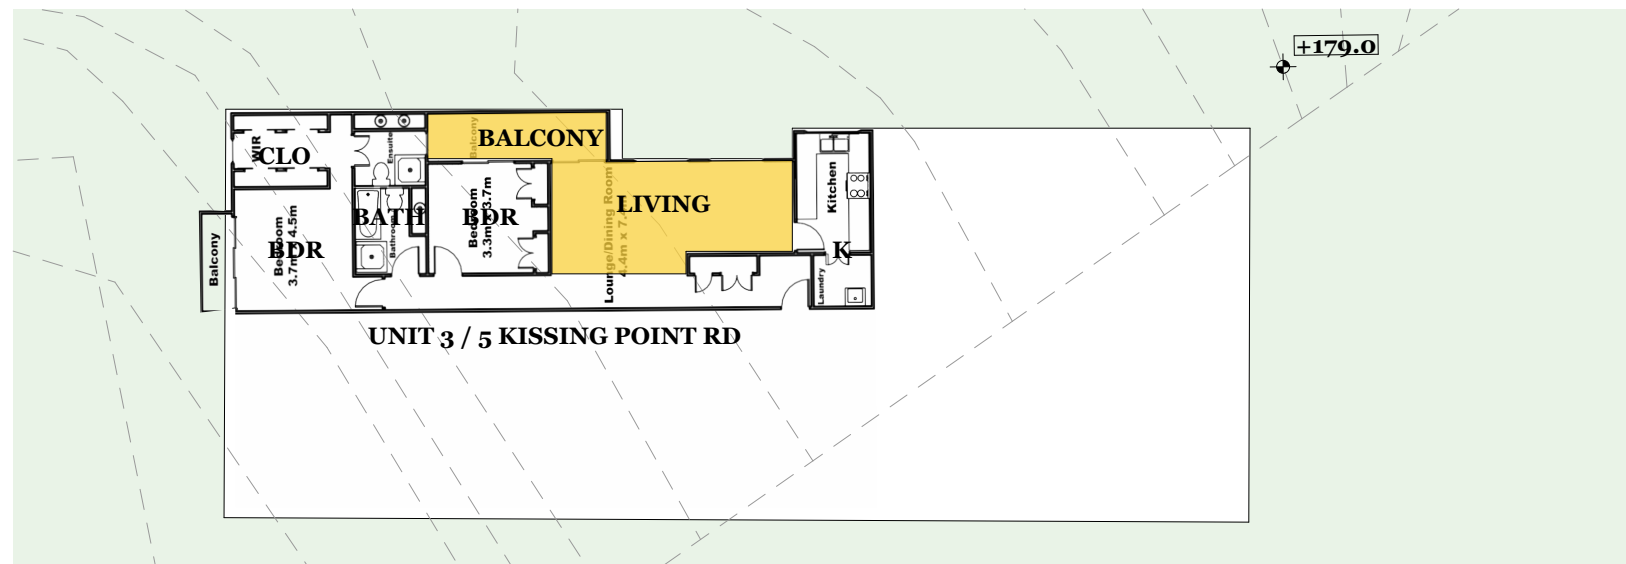 +179.0
BALCONY
Balcony
WIR
CLO
Ensuite
Kitchen
LIVING
Lounge/Dining Room
BATH
Bathroom
BDR
Bedroom
3.3m x 3.7m
BDR
Bedroom
3.7m x 4.5m
K
Balcony
Laundry
UNIT 3 / 5 KISSING POINT RD